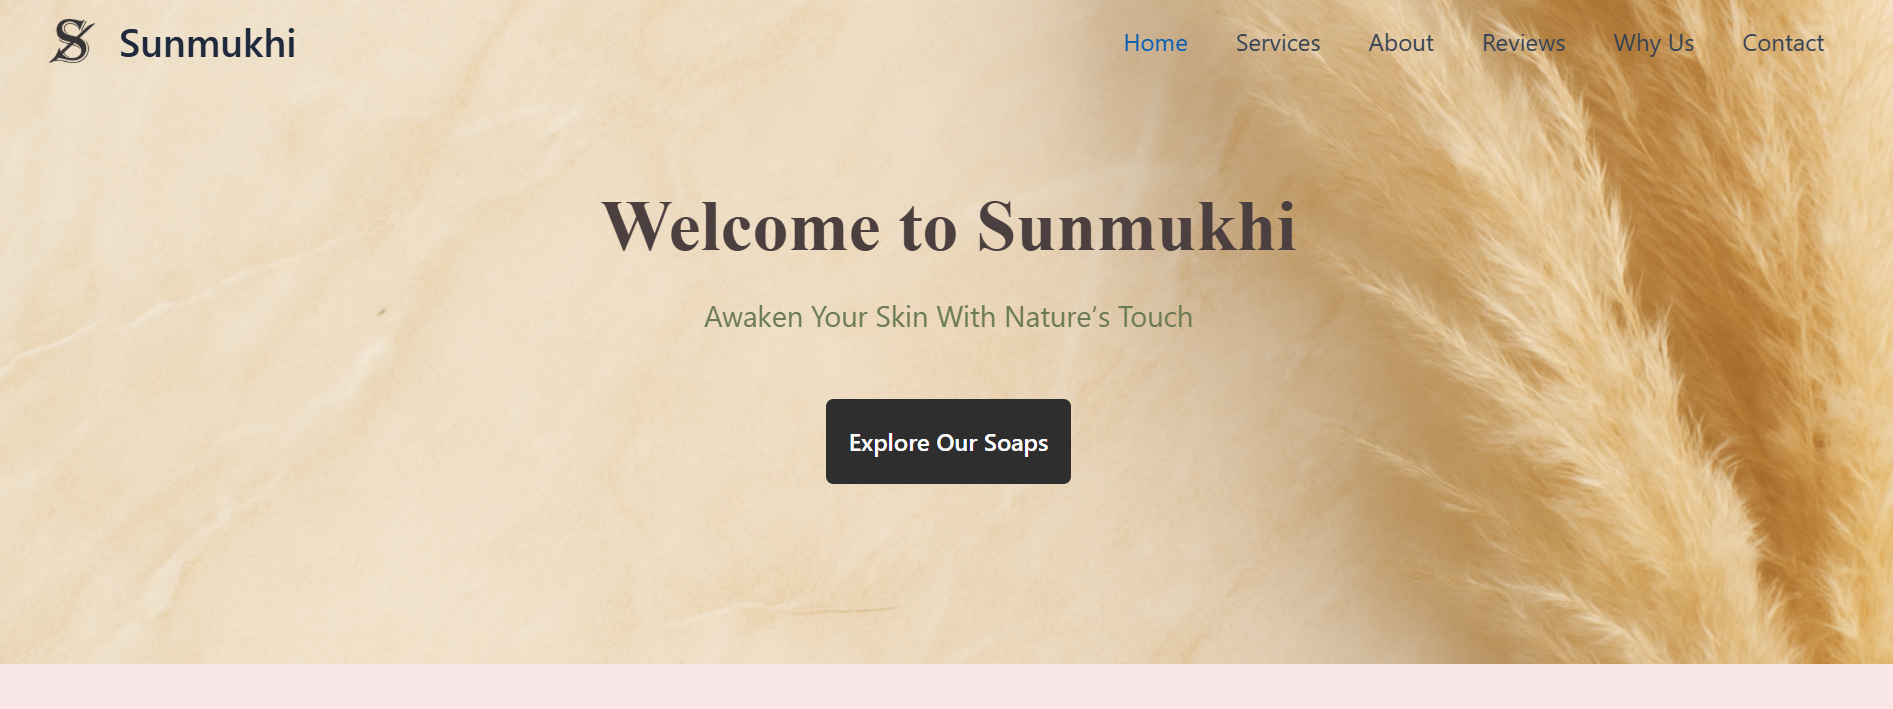 Sunmukhi
Home Services About Reviews Why Us Contact
Welcome to Sunmukhi
Awaken Your Skin With Nature’s Touch
Explore Our Soaps